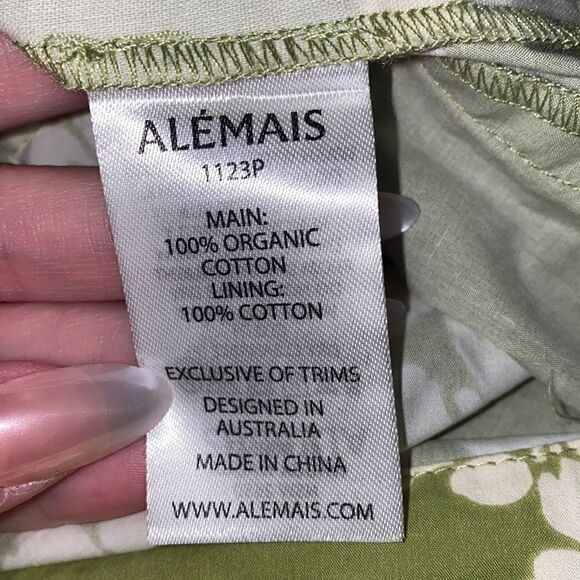 ALÉMAIS
1123P
MAIN:
100% ORGANIC
COTTON
LINING:
100% COTTON
EXCLUSIVE OF TRIMS
DESIGNED IN
AUSTRALIA
MADE IN CHINA
WWW.ALEMAIS.COM